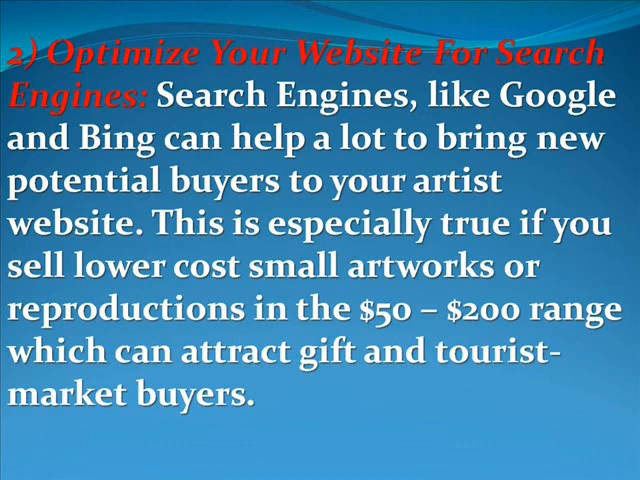 2) Optimize Your Website For Search
Engines: Search Engines, like Google
and Bing can help a lot to bring new
potential buyers to your artist
website. This is especially true if you
sell lower cost small artworks or
reproductions in the $50 – $200 range
which can attract gift and tourist-
market buyers.